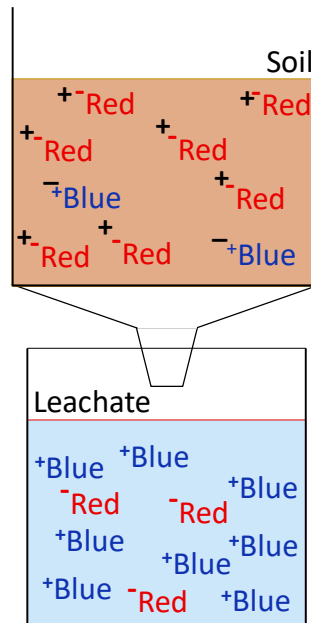 Soil
+-Red
+-Red
+-Red
+-Red
+-Red
−+Blue
+-Red
+-Red
−+Blue
Leachate
+Blue
+Blue
+Blue
-Red
-Red
+Blue
+Blue
+Blue
+Blue
-Red
+Blue